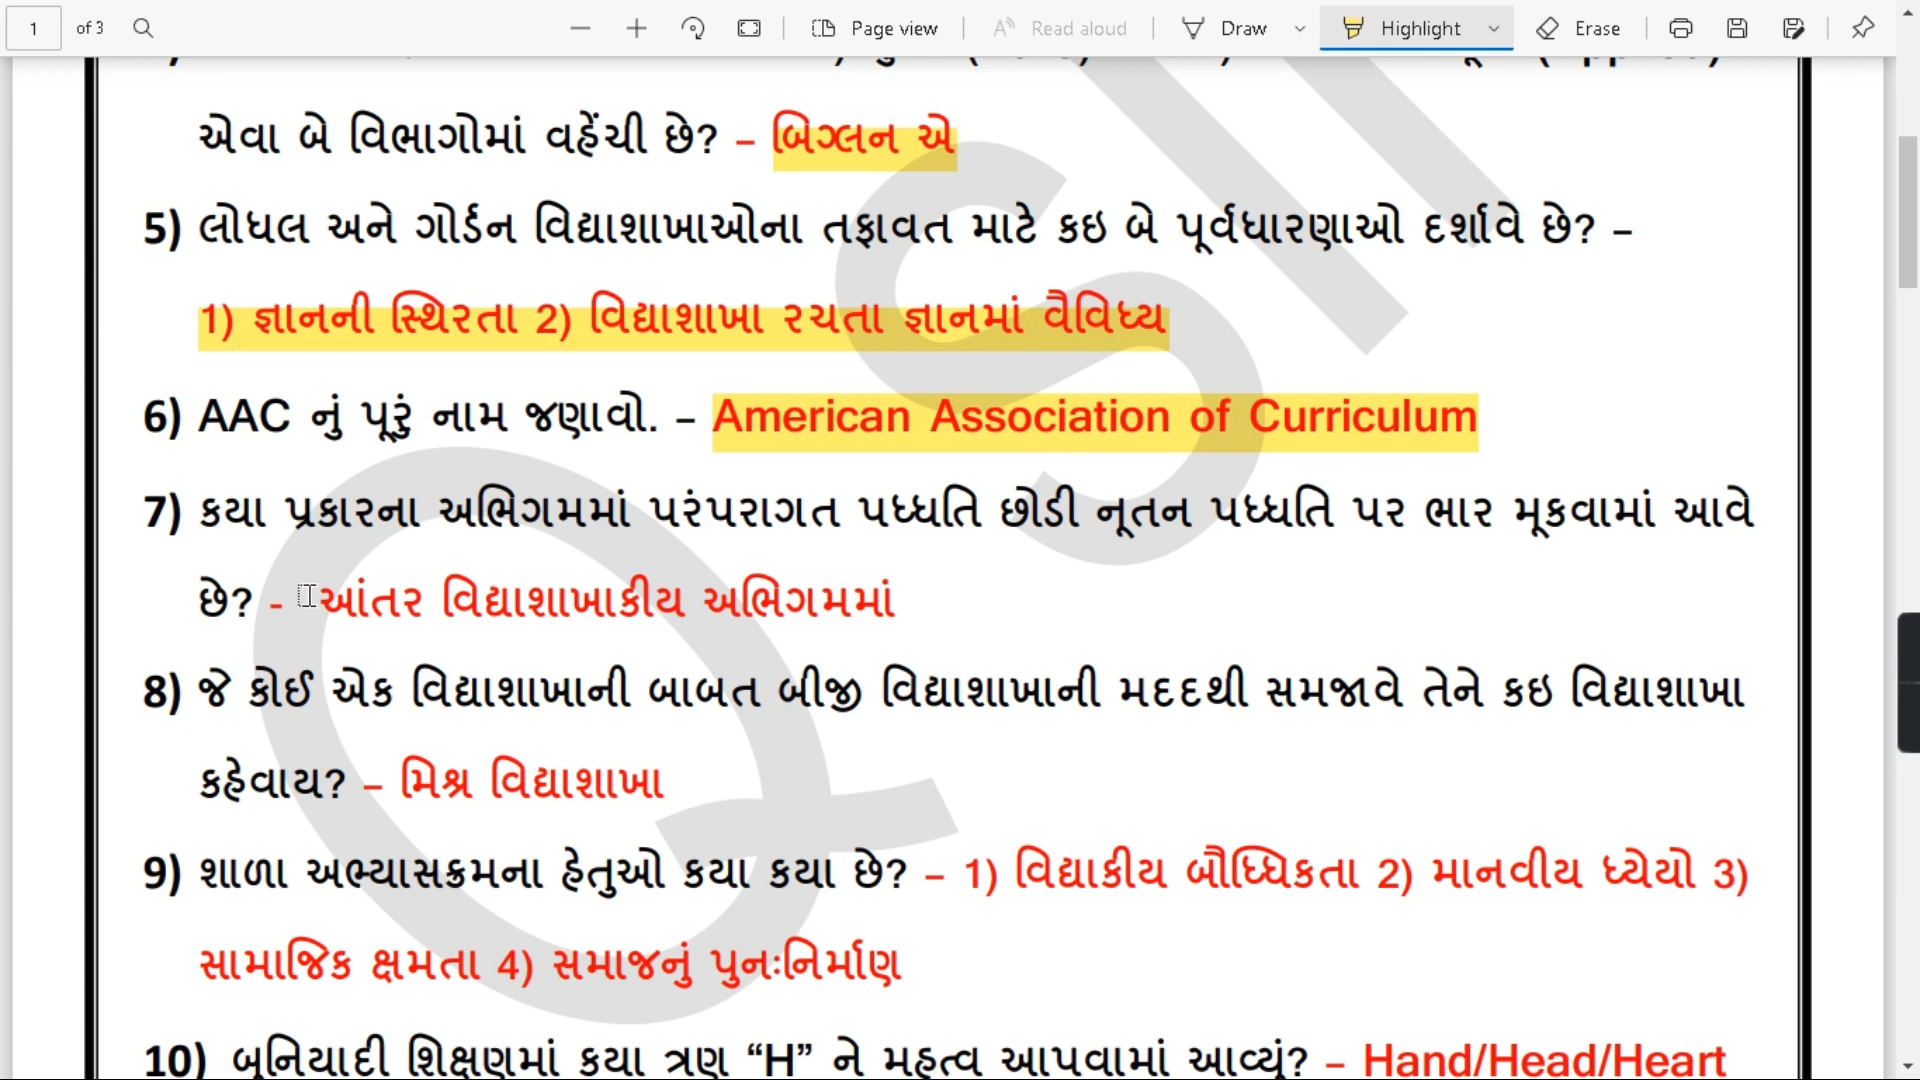 1 of 3 Page view Read aloud Draw Highlight Erase
એવા બે વિભાગોમાં વહેંચી છે? – બિગ્લન એ
5) લોધલ અને ગોર્ડન વિદ્યાશાખાઓના તફાવત માટે કઇ બે પૂર્વધારણાઓ દર્શાવે છે? –
1) જ્ઞાનની સ્થિરતા 2) વિદ્યાશાખા રચતા જ્ઞાનમાં વૈવિધ્ય
6) AAC નું પૂરું નામ જણાવો. – American Association of Curriculum
7) કયા પ્રકારના અભિગમમાં પરંપરાગત પધ્ધતિ છોડી નૂતન પધ્ધતિ પર ભાર મૂકવામાં આવે
છે? - આંતર વિદ્યાશાખાકીય અભિગમમાં
8) જે કોઈ એક વિદ્યાશાખાની બાબત બીજી વિદ્યાશાખાની મદદથી સમજાવે તેને કઇ વિદ્યાશાખા
કહેવાય? – મિશ્ર વિદ્યાશાખા
9) શાળા અભ્યાસક્રમના હેતુઓ કયા કયા છે? – 1) વિદ્યાકીય બૌધ્ધિકતા 2) માનવીય ધ્યેયો 3)
સામાજિક ક્ષમતા 4) સમાજનું પુનઃનિર્માણ
10) બુનિયાદી શિક્ષણમાં કયા ત્રણ “H” ને મહત્વ આપવામાં આવ્યું? – Hand/Head/Heart